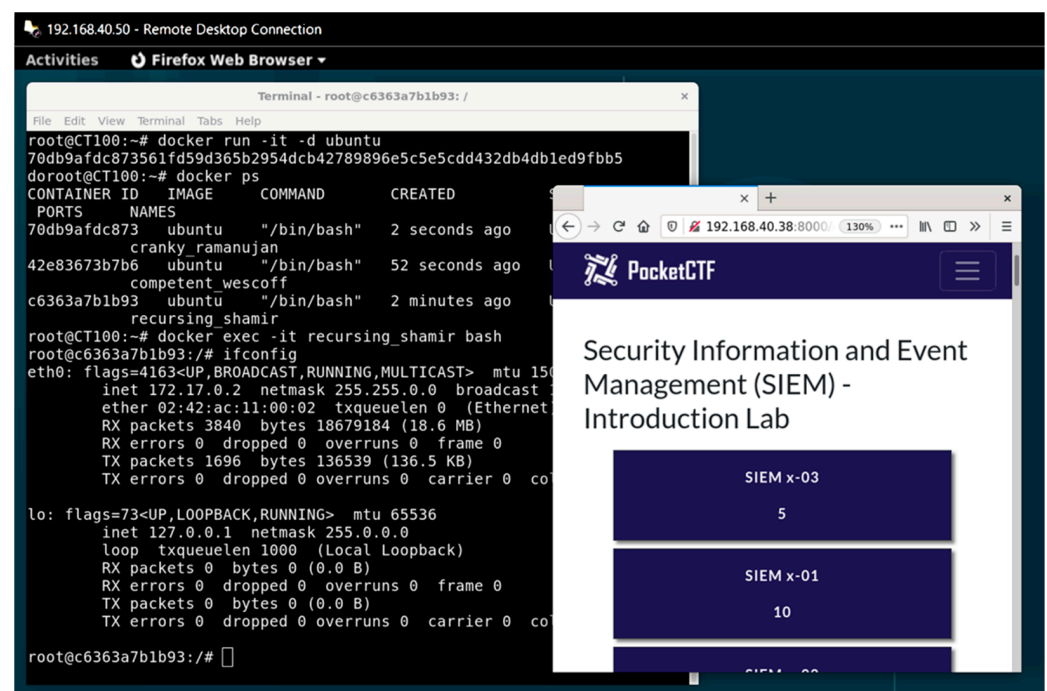 192.168.40.50 - Remote Desktop Connection
Activities Firefox Web Browser
Terminal - root@c6363a7b1b93: /
File Edit View Terminal Tabs Help
root@CT100:~# docker run -it -d ubuntu
70db9afdc873561fd59d365b2954dcb42789896e5c5e5cdd432db4db1ed9fbb5
doroot@CT100:~# docker ps
CONTAINER ID IMAGE COMMAND CREATED
PORTS NAMES
70db9afdc873 ubuntu "/bin/bash" 2 seconds ago
cranky_ramanujan
42e83673b7b6 ubuntu "/bin/bash" 52 seconds ago
competent_wescoff
c6363a7b1b93 ubuntu "/bin/bash" 2 minutes ago
recursing_shamir
root@CT100:~# docker exec -it recursing_shamir bash
root@c6363a7b1b93:/# ifconfig
eth0: flags=4163<UP,BROADCAST,RUNNING,MULTICAST> mtu
inet 172.17.0.2 netmask 255.255.0.0 broadcast
ether 02:42:ac:11:00:02 txqueuelen 0 (Ethernet)
RX packets 3840 bytes 18679184 (18.6 MB)
RX errors 0 dropped 0 overruns 0 frame 0
TX packets 1696 bytes 136539 (136.5 KB)
TX errors 0 dropped 0 overruns 0 carrier 0
lo: flags=73<UP,LOOPBACK,RUNNING> mtu 65536
inet 127.0.0.1 netmask 255.0.0.0
loop txqueuelen 1000 (Local Loopback)
RX packets 0 bytes 0 (0.0 B)
RX errors 0 dropped 0 overruns 0 frame 0
TX packets 0 bytes 0 (0.0 B)
TX errors 0 dropped 0 overruns 0 carrier 0
root@c6363a7b1b93:/#
192.168.40.38:8000/ 130%
PocketCTF
Security Information and Event
Management (SIEM) -
Introduction Lab
SIEM x-03
5
SIEM x-01
10